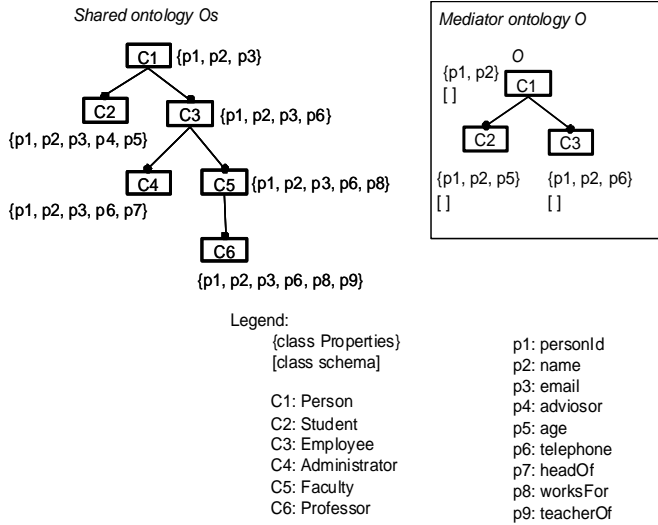 Shared ontology Os
C1 {p1, p2, p3}
C2 C3 {p1, p2, p3, p6}
{p1, p2, p3, p4, p5}
C4 C5 {p1, p2, p3, p6, p8}
{p1, p2, p3, p6, p7}
C6
{p1, p2, p3, p6, p8, p9}
Mediator ontology O
O
{p1, p2} C1
[ ]
C2 C3
{p1, p2, p5} {p1, p2, p6}
[ ] [ ]
Legend:
{class Properties}
[class schema]
C1: Person
C2: Student
C3: Employee
C4: Administrator
C5: Faculty
C6: Professor
p1: personId
p2: name
p3: email
p4: adviosor
p5: age
p6: telephone
p7: headOf
p8: worksFor
p9: teacherOf